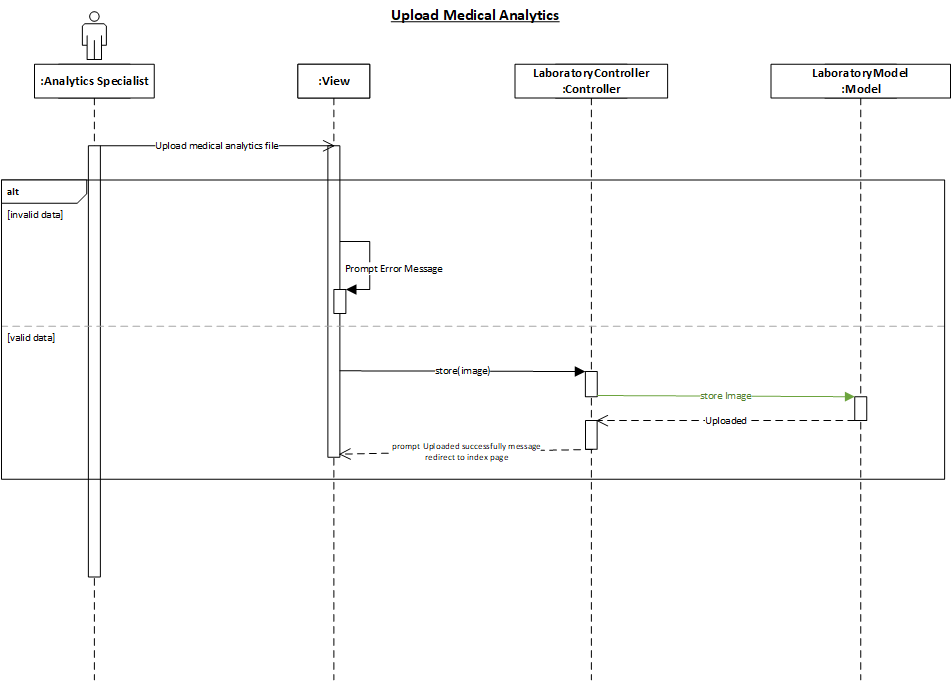 Upload Medical Analytics
:Analytics Specialist
:View
LaboratoryController
:Controller
LaboratoryModel
:Model
Upload medical analytics file
alt
[invalid data]
Prompt Error Message
[valid data]
store(image)
store Image
Uploaded
prompt Uploaded successfully message
redirect to index page